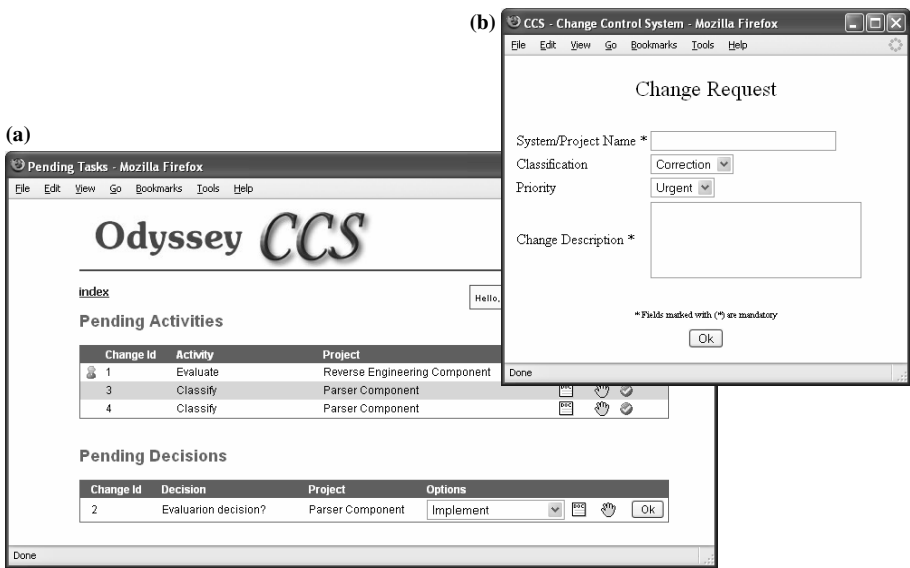 (b)
CCS - Change Control System - Mozilla Firefox
File Edit View Go Bookmarks Tools Help
Change Request
System/Project Name *
Classification Correction
Priority Urgent
Change Description *
* Fields marked with (*) are mandatory
Ok
Done
(a)
Pending Tasks - Mozilla Firefox
File Edit View Go Bookmarks Tools Help
Odyssey CCS
index
Hello,
Pending Activities
Change Id Activity Project
1 Evaluate Reverse Engineering Component
3 Classify Parser Component DOC
4 Classify Parser Component DOC
Pending Decisions
Change Id Decision Project Options
2 Evaluarion decision? Parser Component Implement DOC Ok
Done